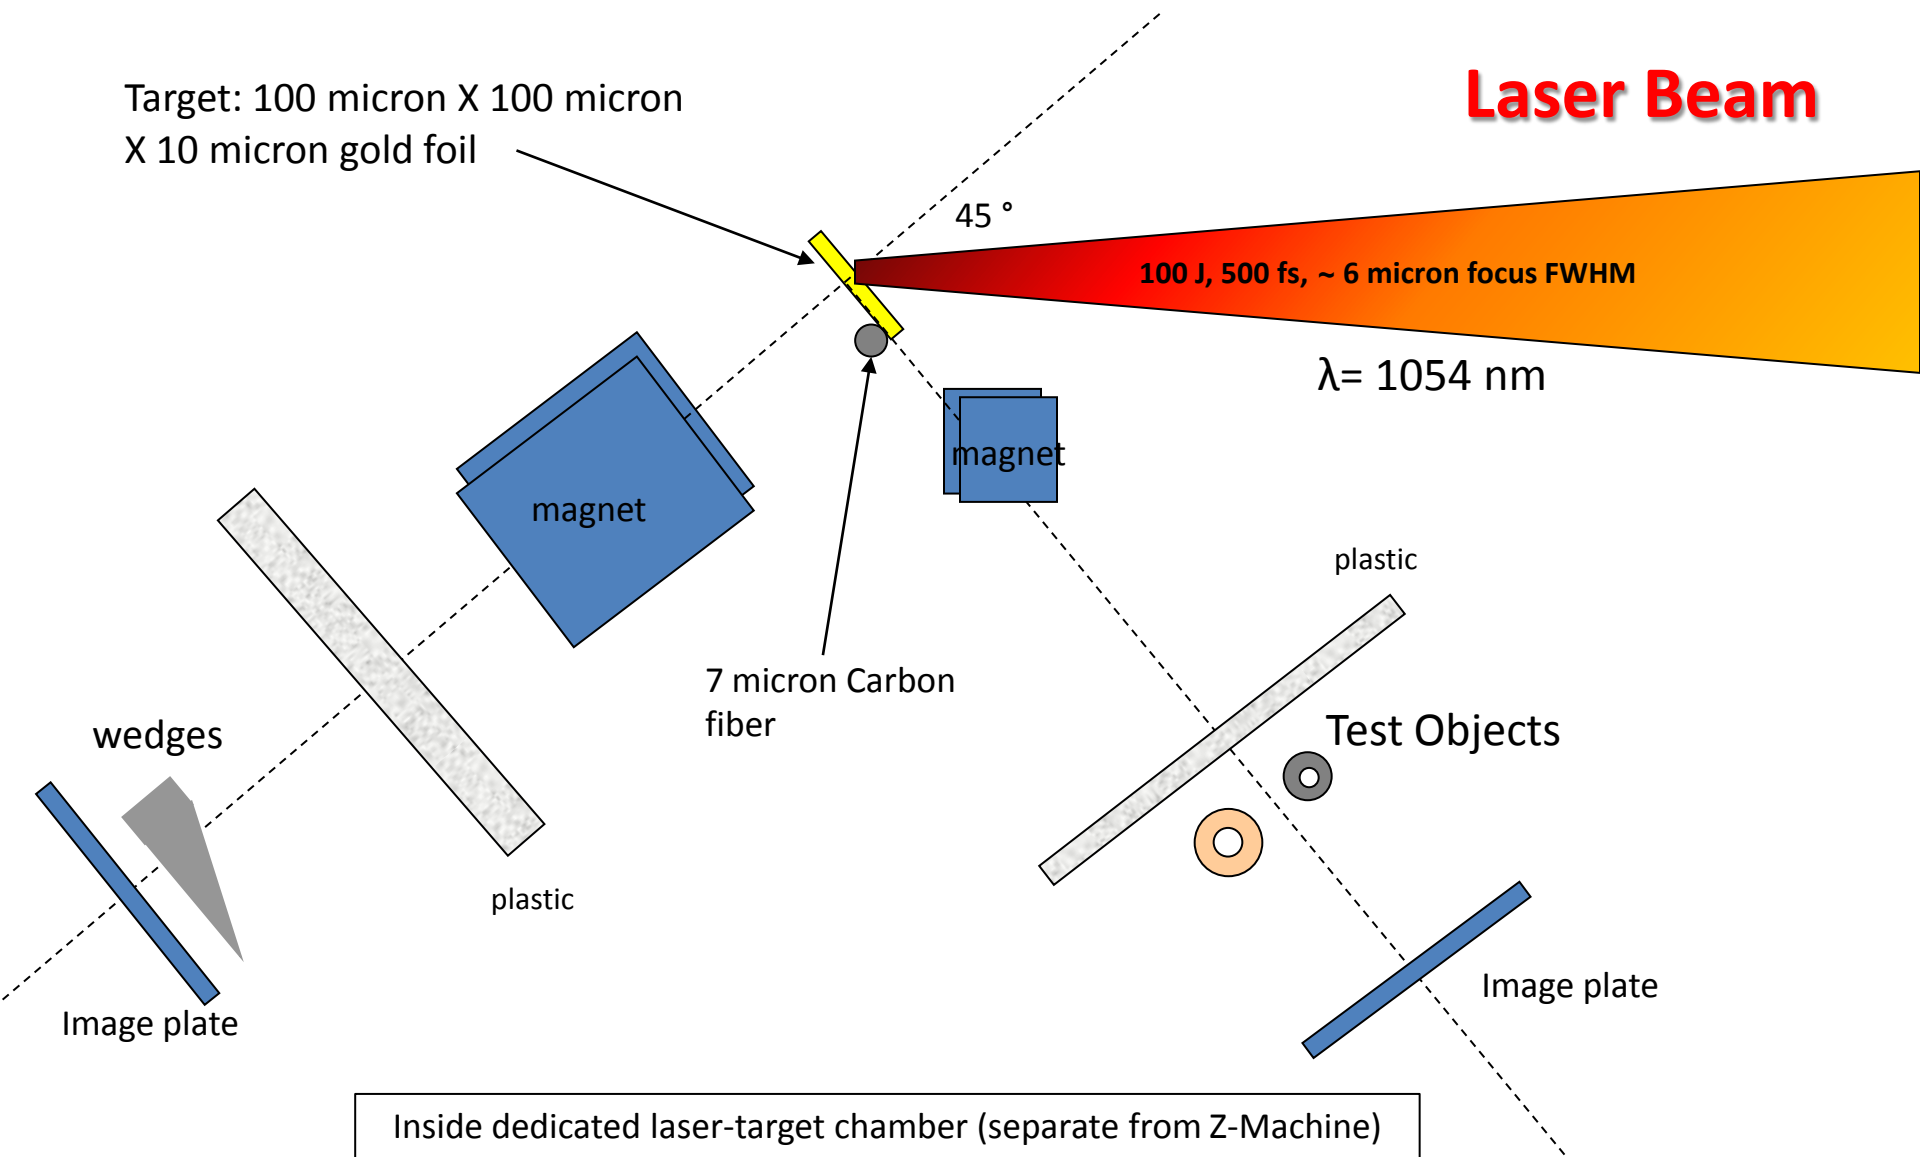 Laser Beam
Target: 100 micron X 100 micron
X 10 micron gold foil
45 °
100 J, 500 fs, ~ 6 micron focus FWHM
λ= 1054 nm
magnet
magnet
plastic
7 micron Carbon
fiber
wedges
Test Objects
plastic
Image plate
Image plate
Inside dedicated laser-target chamber (separate from Z-Machine)